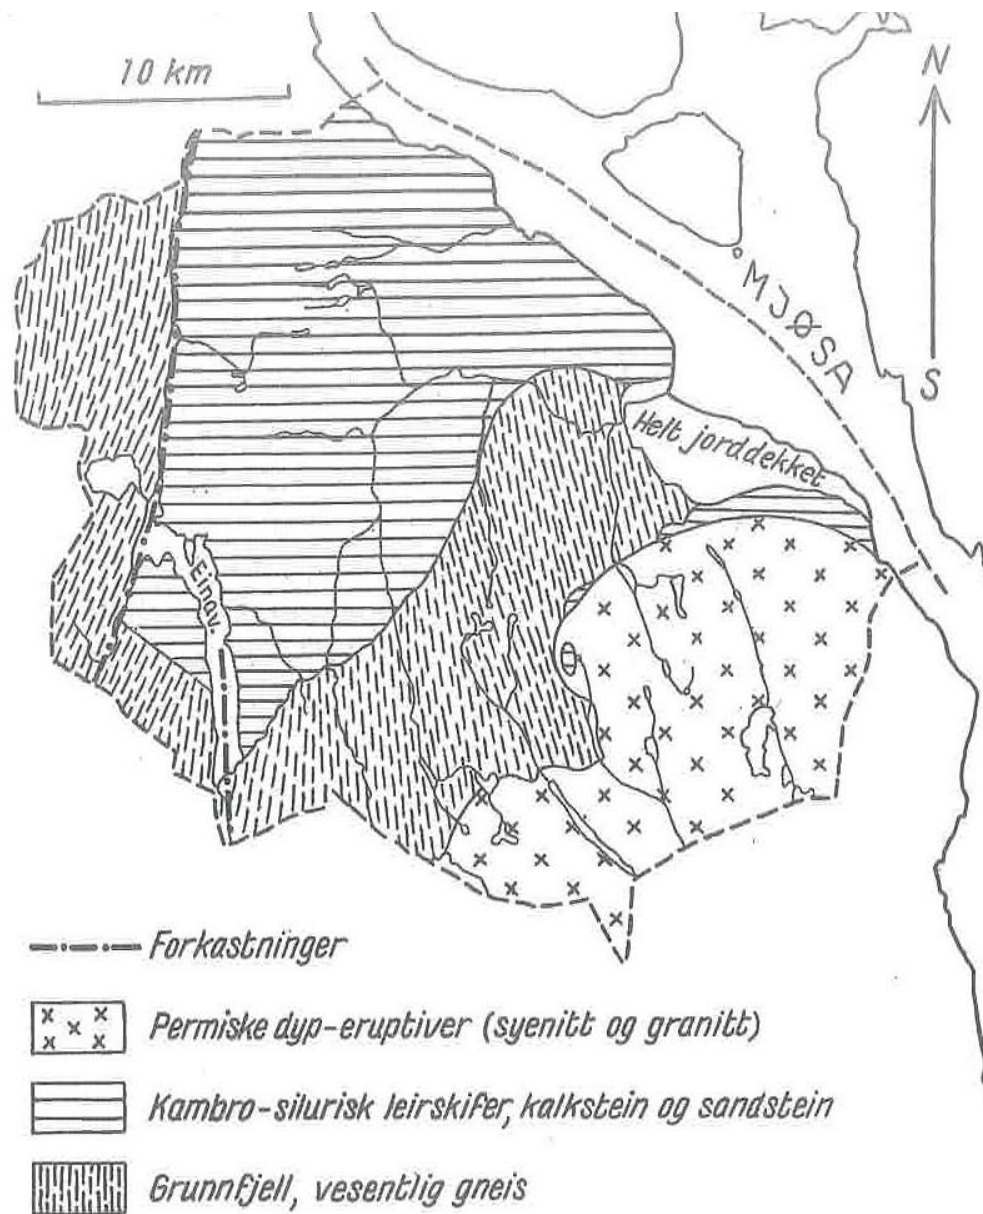 10 km
N
S
MJØSA
Helt jorddekket
Einav.
Forkastninger
Permiske dyp-eruptiver (syenitt og granitt)
Kambro-silurisk leirskifer, kalkstein og sandstein
Grunnfjell, vesentlig gneis